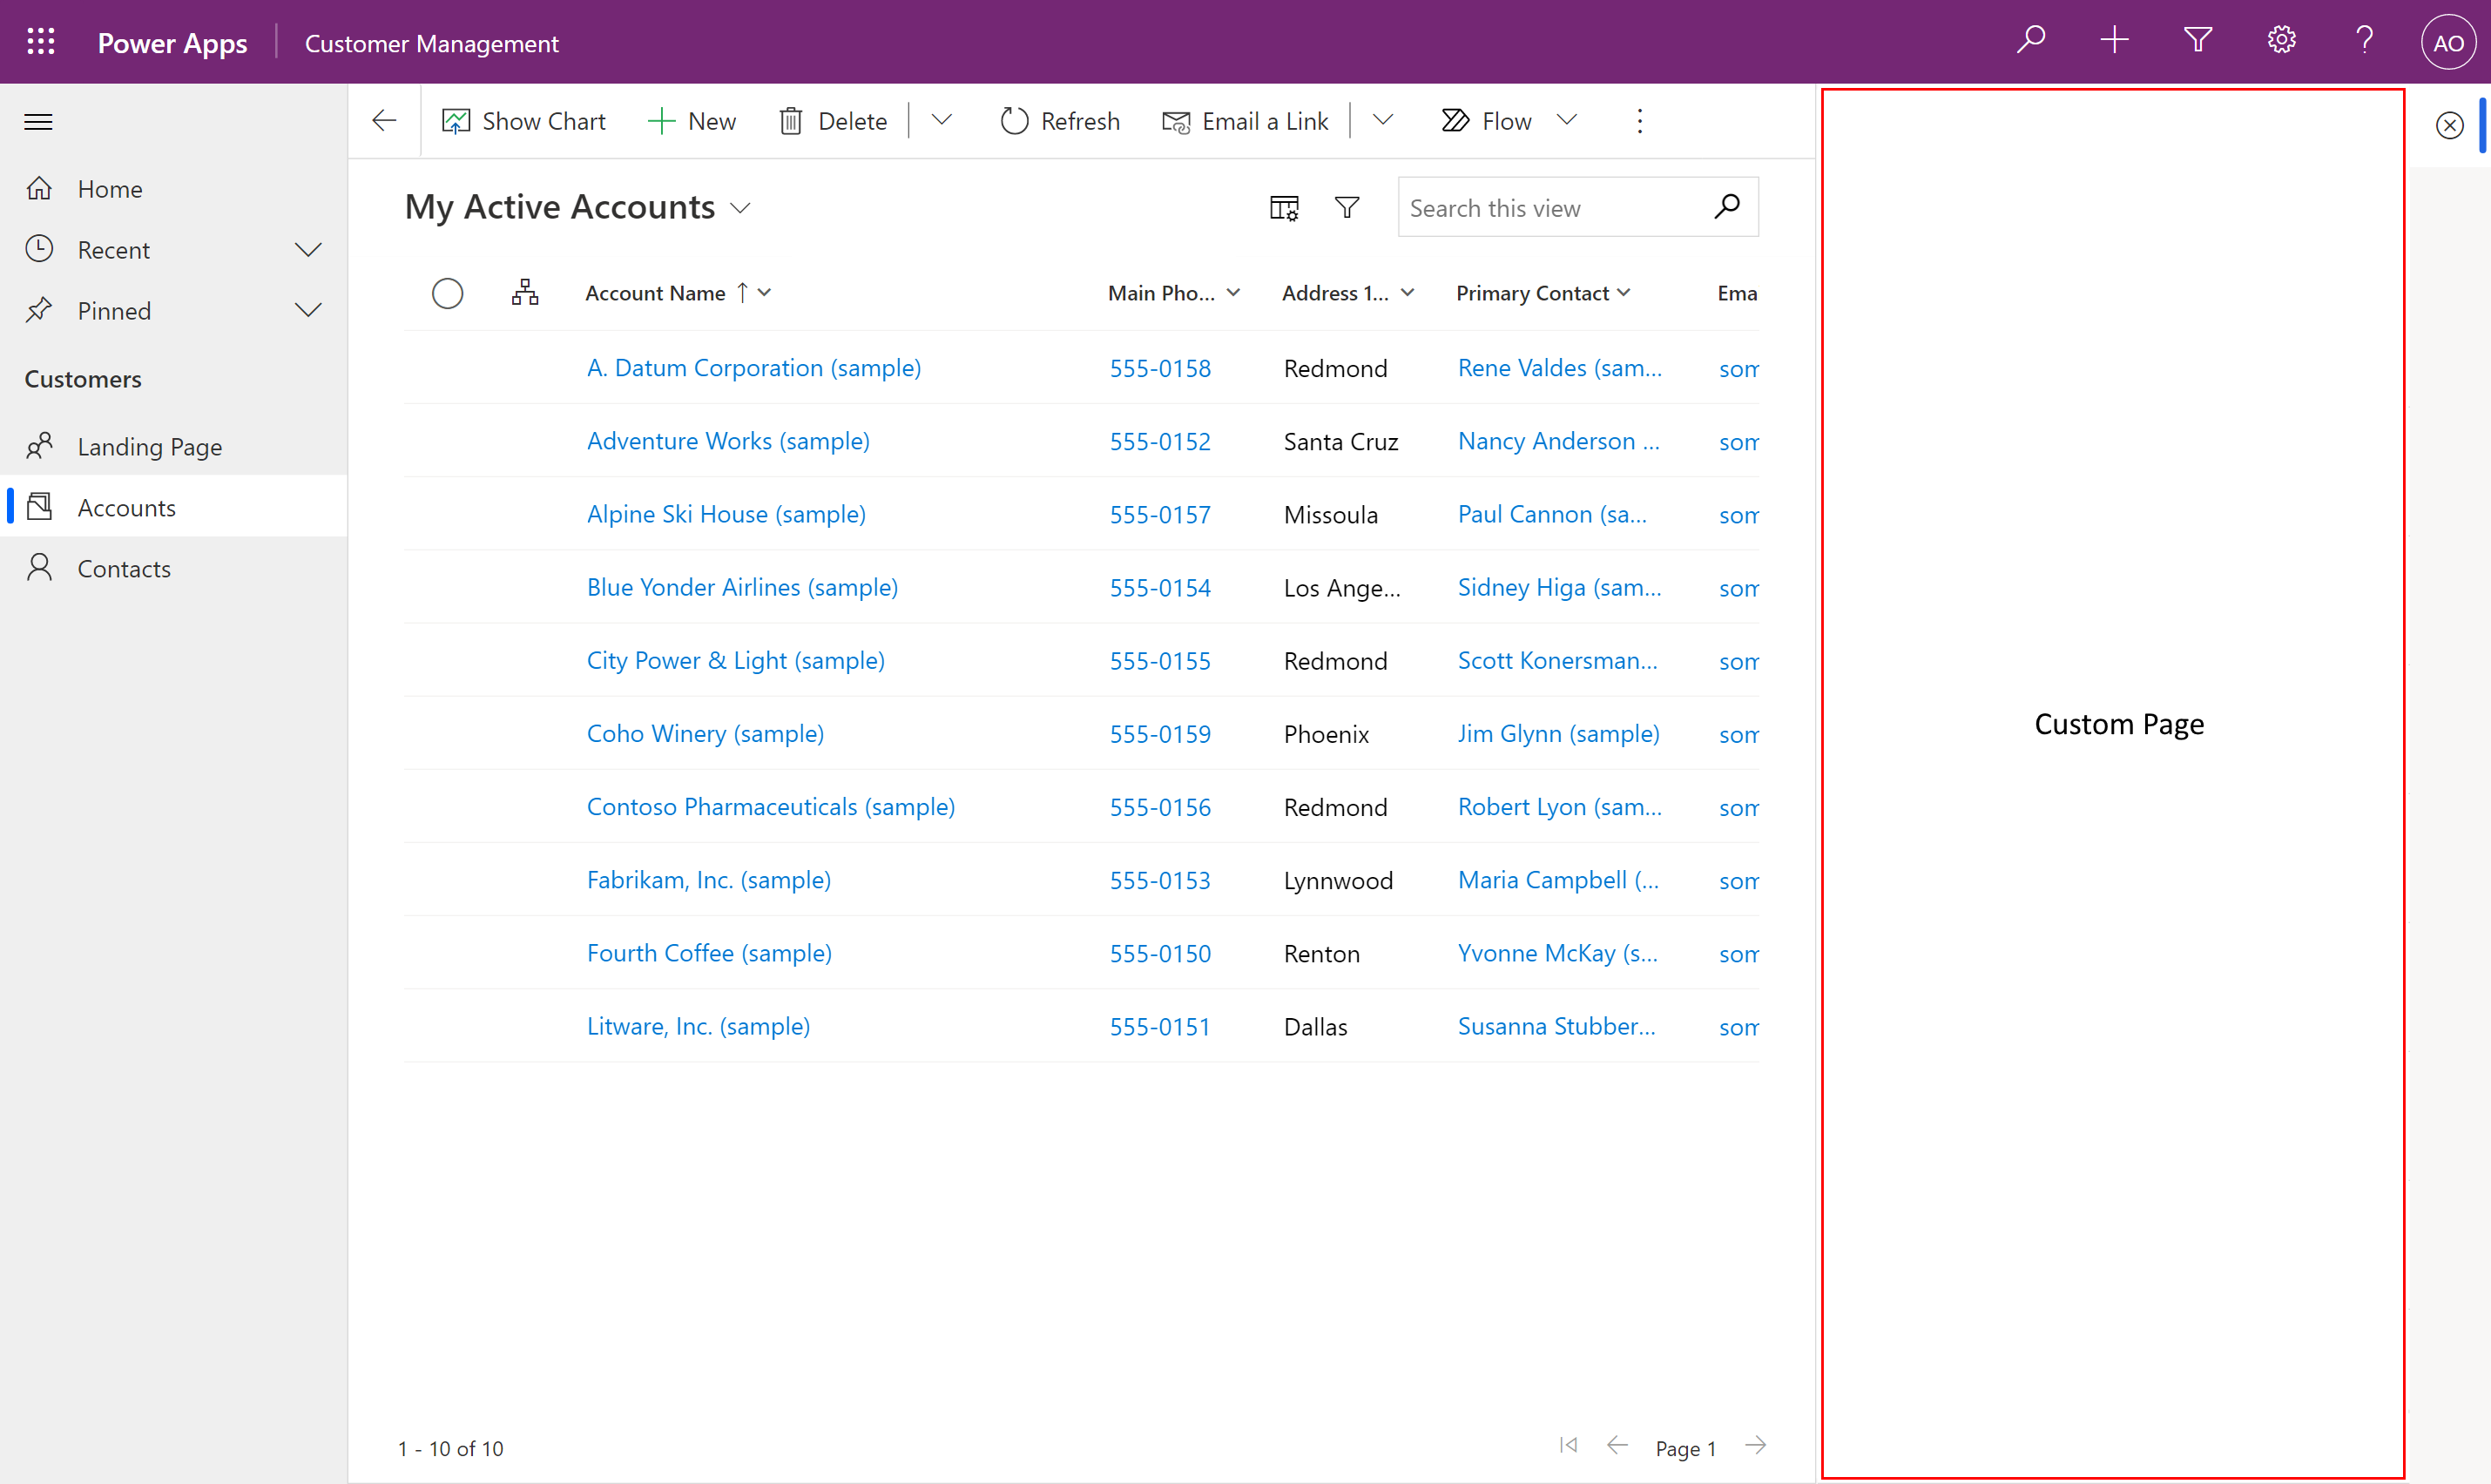 Power Apps Customer Management AO
Show Chart New Delete Refresh Email a Link Flow
Home
Recent
Pinned
Customers
Landing Page
Accounts
Contacts
My Active Accounts Search this view
Account Name Main Pho... Address 1... Primary Contact Ema
A. Datum Corporation (sample) 555-0158 Redmond Rene Valdes (sam... som
Adventure Works (sample) 555-0152 Santa Cruz Nancy Anderson ... som
Alpine Ski House (sample) 555-0157 Missoula Paul Cannon (sa... som
Blue Yonder Airlines (sample) 555-0154 Los Ange... Sidney Higa (sam... som
City Power & Light (sample) 555-0155 Redmond Scott Konersman... som
Coho Winery (sample) 555-0159 Phoenix Jim Glynn (sample) som
Contoso Pharmaceuticals (sample) 555-0156 Redmond Robert Lyon (sam... som
Fabrikam, Inc. (sample) 555-0153 Lynnwood Maria Campbell (... som
Fourth Coffee (sample) 555-0150 Renton Yvonne McKay (s... som
Litware, Inc. (sample) 555-0151 Dallas Susanna Stubber... som
1 - 10 of 10 Page 1
Custom Page